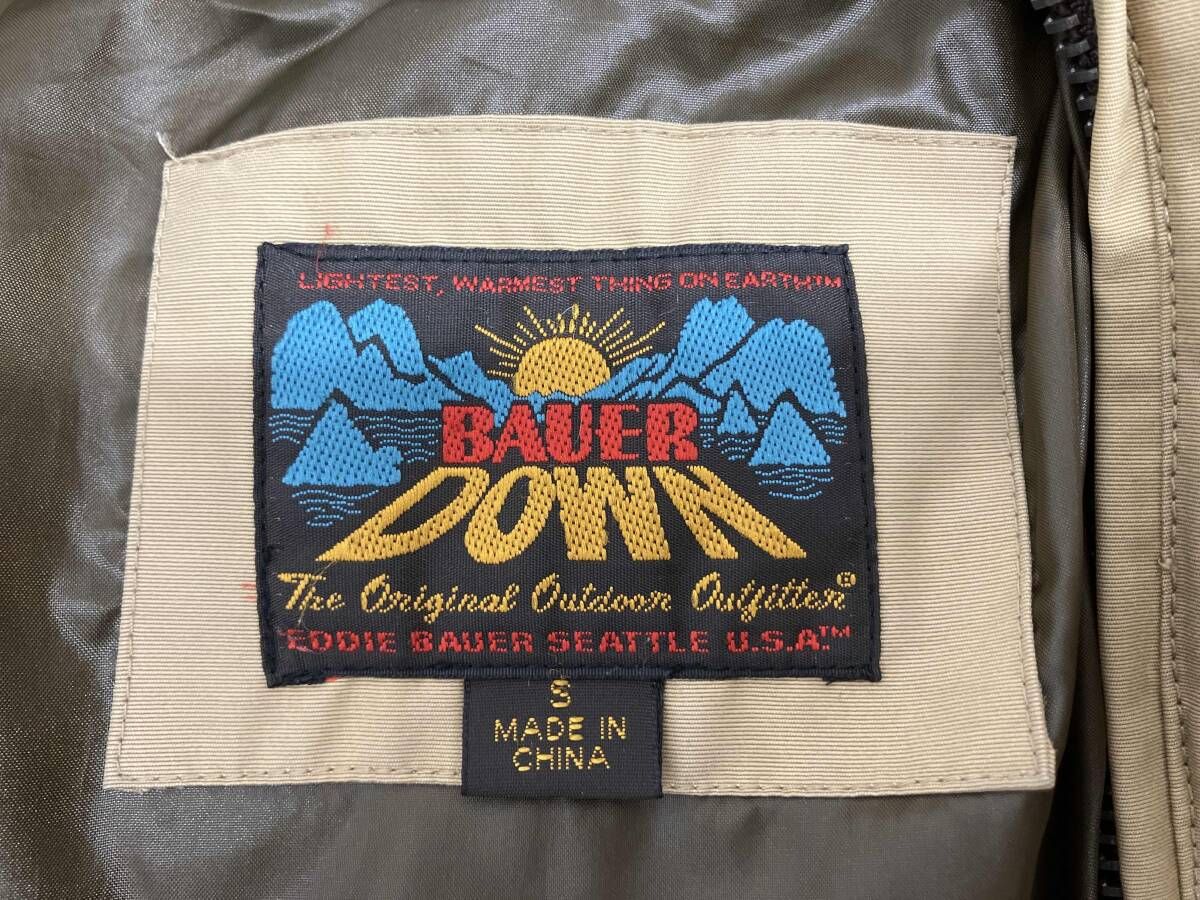 LIGHTEST, WARMEST THING ON EARTH™
BAUER
DOWN
The Original Outdoor Outfitter®
EDDIE BAUER SEATTLE U.S.A.™
S
MADE IN
CHINA